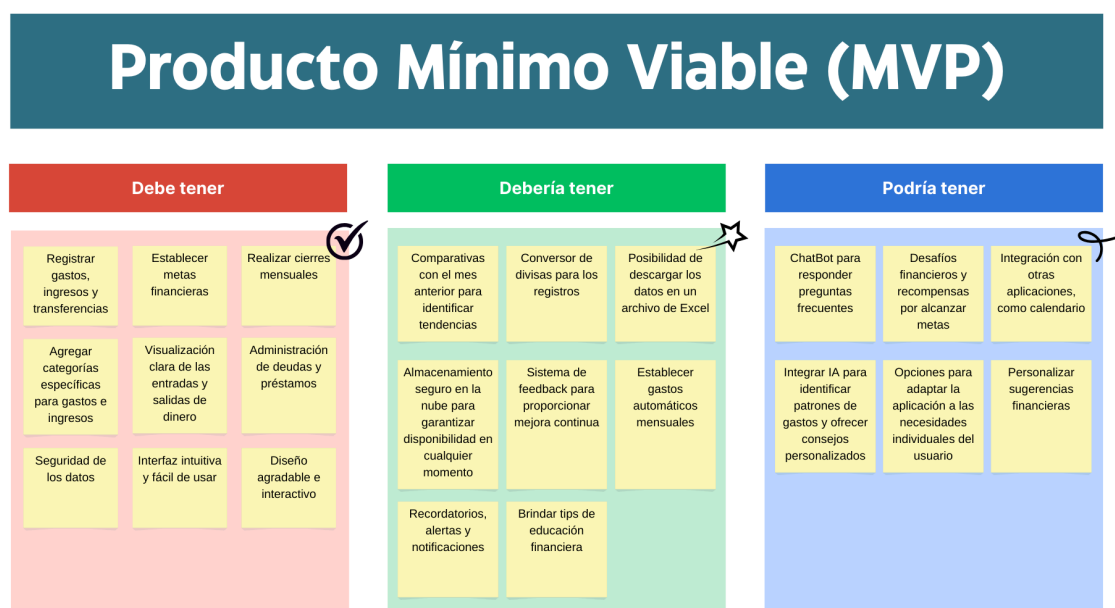 Producto Mínimo Viable (MVP)
Debe tener
Registrar
gastos,
ingresos y
transferencias
Establecer
metas
financieras
Realizar cierres
mensuales
Agregar
categorías
específicas
para gastos e
ingresos
Visualización
clara de las
entradas y
salidas de
dinero
Administración
de deudas y
préstamos
Seguridad de
los datos
Interfaz intuitiva
y fácil de usar
Diseño
agradable e
interactivo
Debería tener
Comparativas
con el mes
anterior para
identificar
tendencias
Conversor de
divisas para los
registros
Posibilidad de
descargar los
datos en un
archivo de Excel
Almacenamiento
seguro en la
nube para
garantizar
disponibilidad en
cualquier
momento
Sistema de
feedback para
proporcionar
mejora continua
Establecer
gastos
automáticos
mensuales
Recordatorios,
alertas y
notificaciones
Brindar tips de
educación
financiera
Podría tener
ChatBot para
responder
preguntas
frecuentes
Desafíos
financieros y
recompensas
por alcanzar
metas
Integración con
otras
aplicaciones,
como calendario
Integrar IA para
identificar
patrones de
gastos y ofrecer
consejos
personalizados
Opciones para
adaptar la
aplicación a las
necesidades
individuales del
usuario
Personalizar
sugerencias
financieras